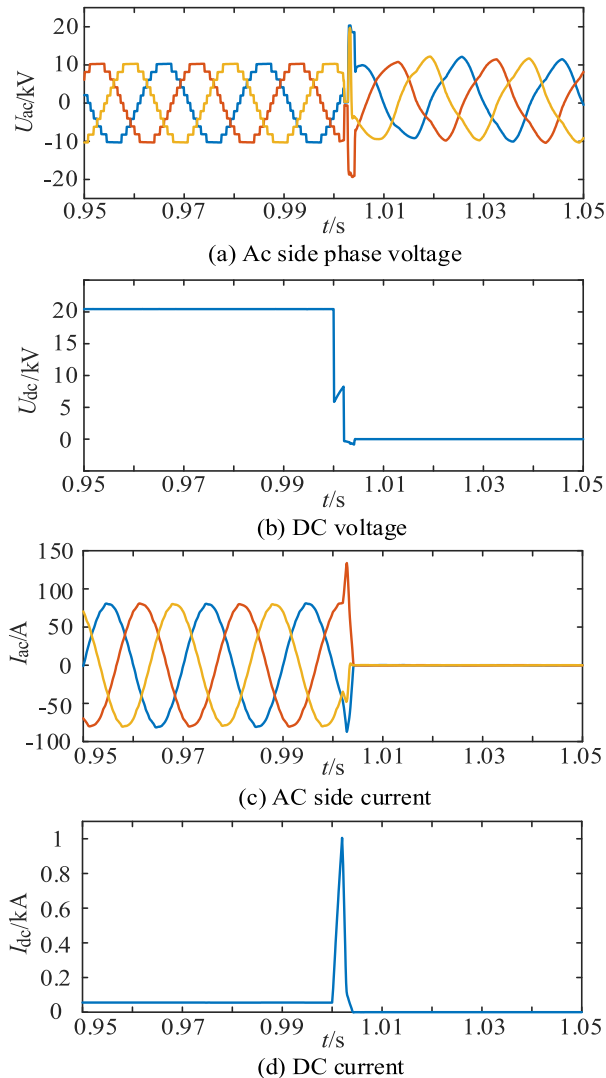 20
10
0
-10
-20
Uac/kV
0.95 0.97 0.99 1.01 1.03 1.05
t/s
(a) Ac side phase voltage
20
15
10
5
0
Udc/kV
0.95 0.97 0.99 1.01 1.03 1.05
t/s
(b) DC voltage
150
100
50
0
-50
-100
Iac/A
0.95 0.97 0.99 1.01 1.03 1.05
t/s
(c) AC side current
1
0.8
0.6
0.4
0.2
0
Idc/kA
0.95 0.97 0.99 1.01 1.03 1.05
t/s
(d) DC current